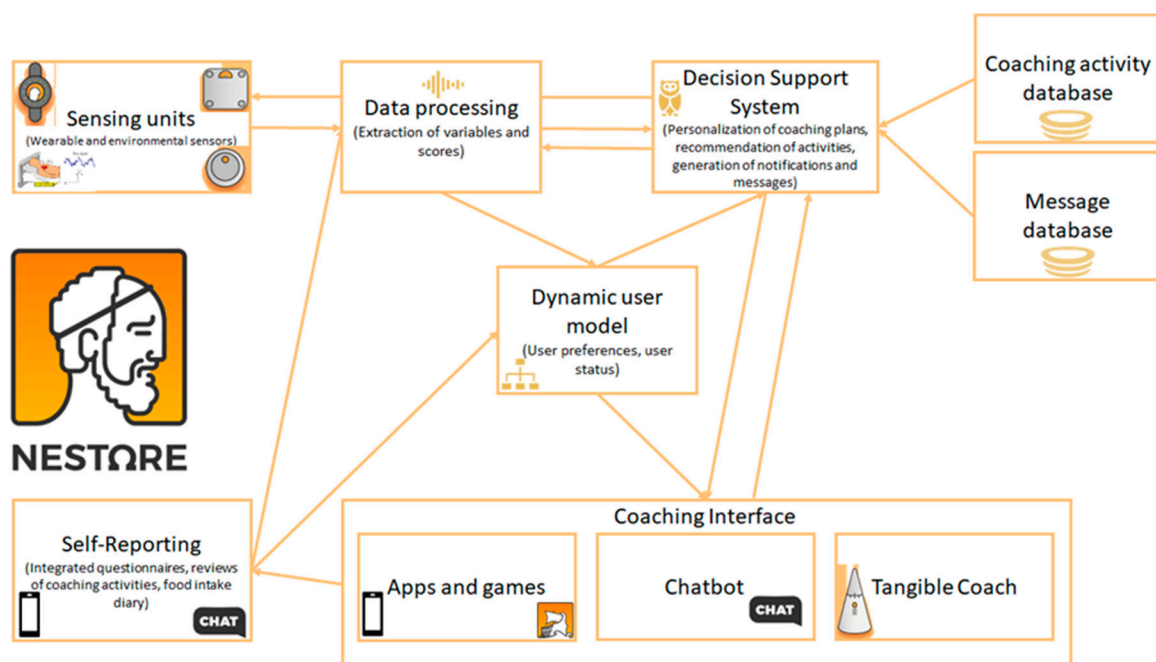 Sensing units
(Wearable and environmental sensors)
Data processing
(Extraction of variables and
scores)
Decision Support
System
(Personalization of coaching plans,
recommendation of activities,
generation of notifications and
messages)
Coaching activity
database
Message
database
Dynamic user
model
(User preferences, user
status)
NESTΩRE
Self-Reporting
(Integrated questionnaires, reviews
of coaching activities, food intake
diary)
CHAT
Coaching Interface
Apps and games
Chatbot
CHAT
Tangible Coach